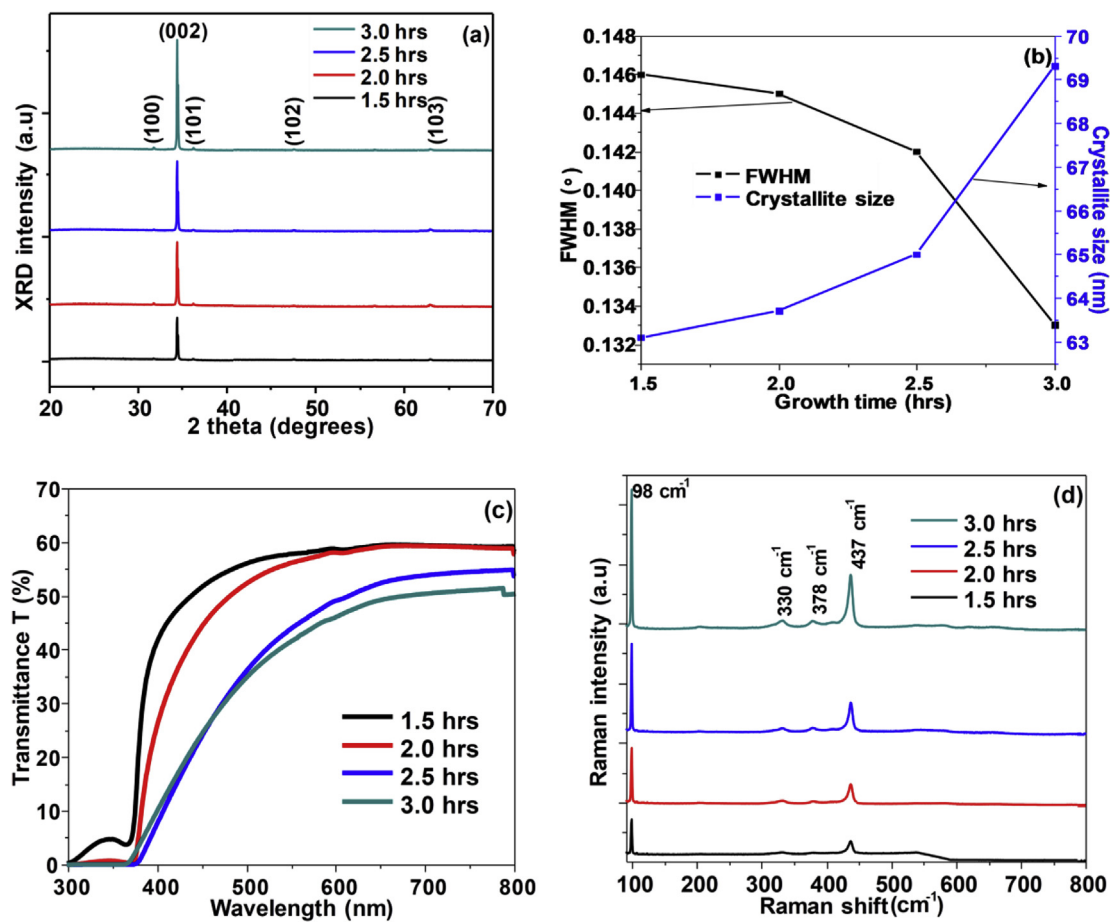 (a)
(002)
3.0 hrs
2.5 hrs
2.0 hrs
1.5 hrs
(100)
(101)
(102)
(103)
XRD intensity (a.u)
20 30 40 50 60 70
2 theta (degrees)
(b)
0.148
0.146
0.144
0.142
0.140
0.138
0.136
0.134
0.132
FWHM (°)
FWHM
Crystallite size
70
69
68
67
66
65
64
63
Crystallite size (nm)
1.5 2.0 2.5 3.0
Growth time (hrs)
(c)
70
60
50
40
30
20
10
0
Transmittance T (%)
1.5 hrs
2.0 hrs
2.5 hrs
3.0 hrs
300 400 500 600 700 800
Wavelength (nm)
(d)
98 cm-1
330 cm-1
378 cm-1
437 cm-1
3.0 hrs
2.5 hrs
2.0 hrs
1.5 hrs
Raman intensity (a.u)
100 200 300 400 500 600 700 800
Raman shift(cm-1)